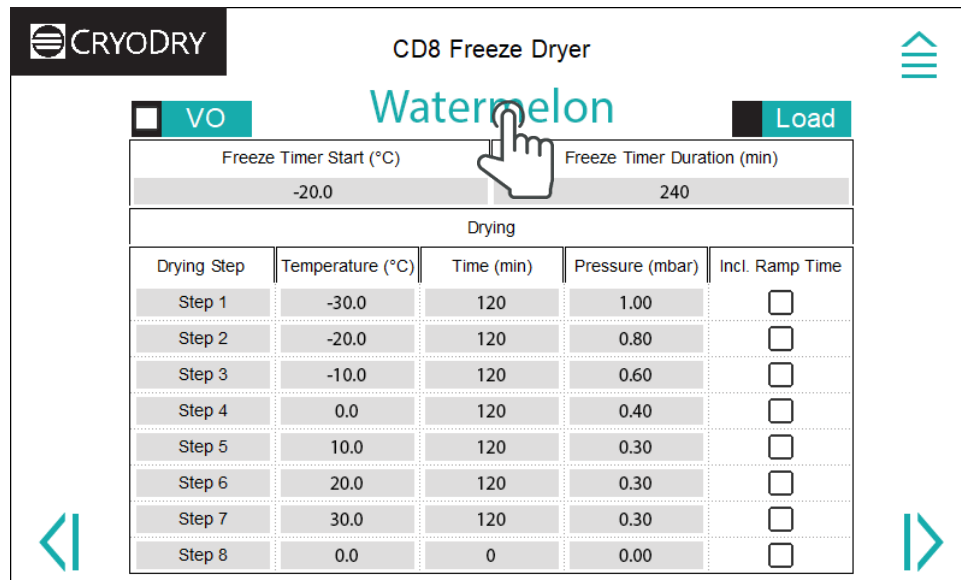 CRYODRY
CD8 Freeze Dryer
Watermelon
VO
Load
Freeze Timer Start (°C) Freeze Timer Duration (min)
-20.0 240
Drying
Drying Step Temperature (°C) Time (min) Pressure (mbar) Incl. Ramp Time
Step 1 -30.0 120 1.00
Step 2 -20.0 120 0.80
Step 3 -10.0 120 0.60
Step 4 0.0 120 0.40
Step 5 10.0 120 0.30
Step 6 20.0 120 0.30
Step 7 30.0 120 0.30
Step 8 0.0 0 0.00